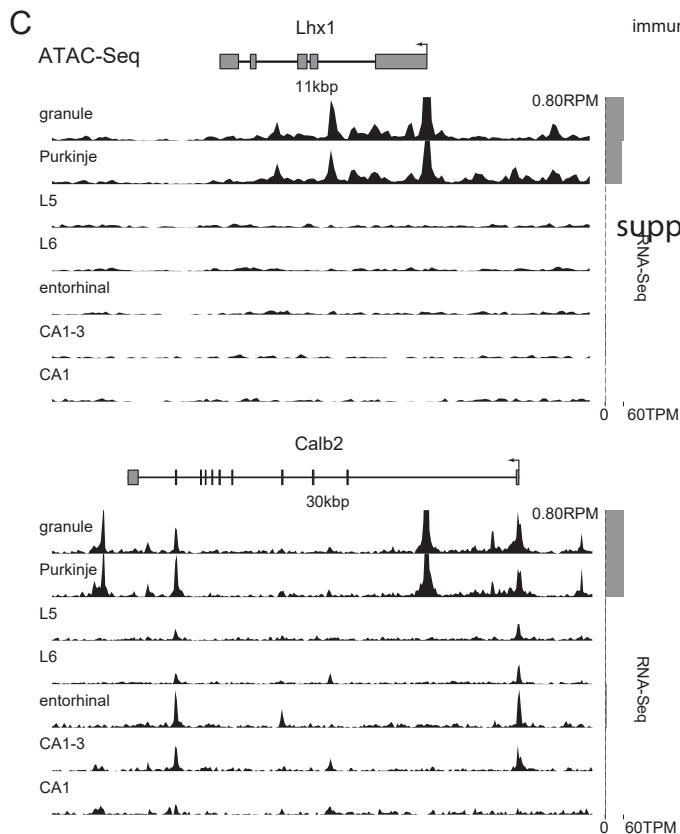 C
immur
Lhx1
ATAC-Seq
11kbp
0.80RPM
granule
Purkinje
L5
supp
L6
RNA-Seq
entorhinal
CA1-3
CA1
0 60TPM
Calb2
30kbp
0.80RPM
granule
Purkinje
L5
L6
RNA-Seq
entorhinal
CA1-3
CA1
0 60TPM